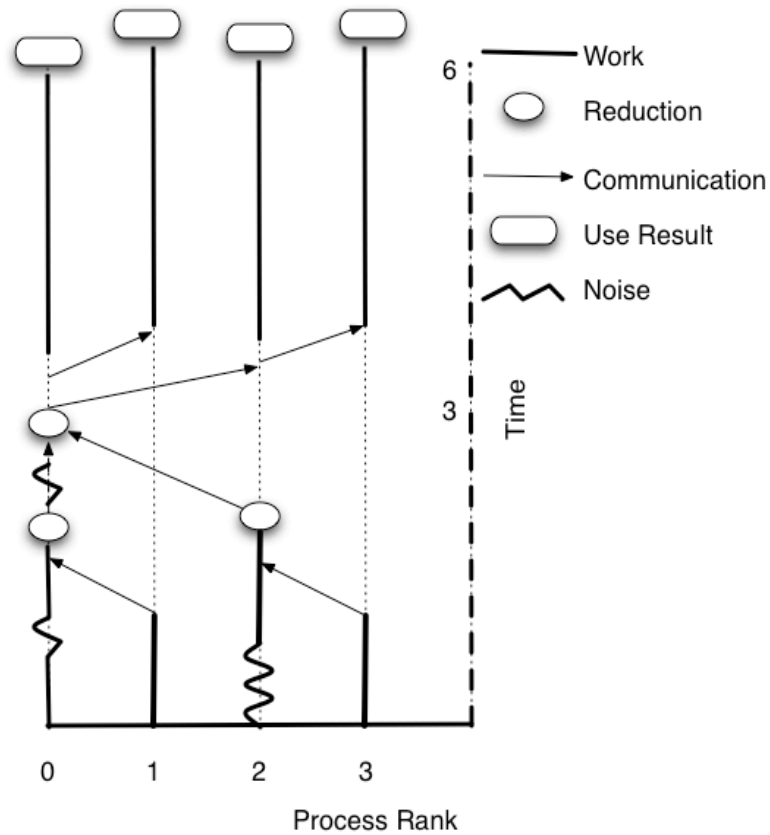 Work
6
Reduction
Communication
Use Result
Noise
3
Time
0 1 2 3
Process Rank